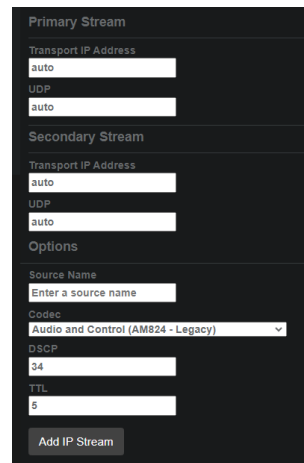 Primary Stream
Transport IP Address
auto
UDP
auto
Secondary Stream
Transport IP Address
auto
UDP
auto
Options
Source Name
Enter a source name
Codec
Audio and Control (AM824 - Legacy)
DSCP
34
TTL
5
Add IP Stream